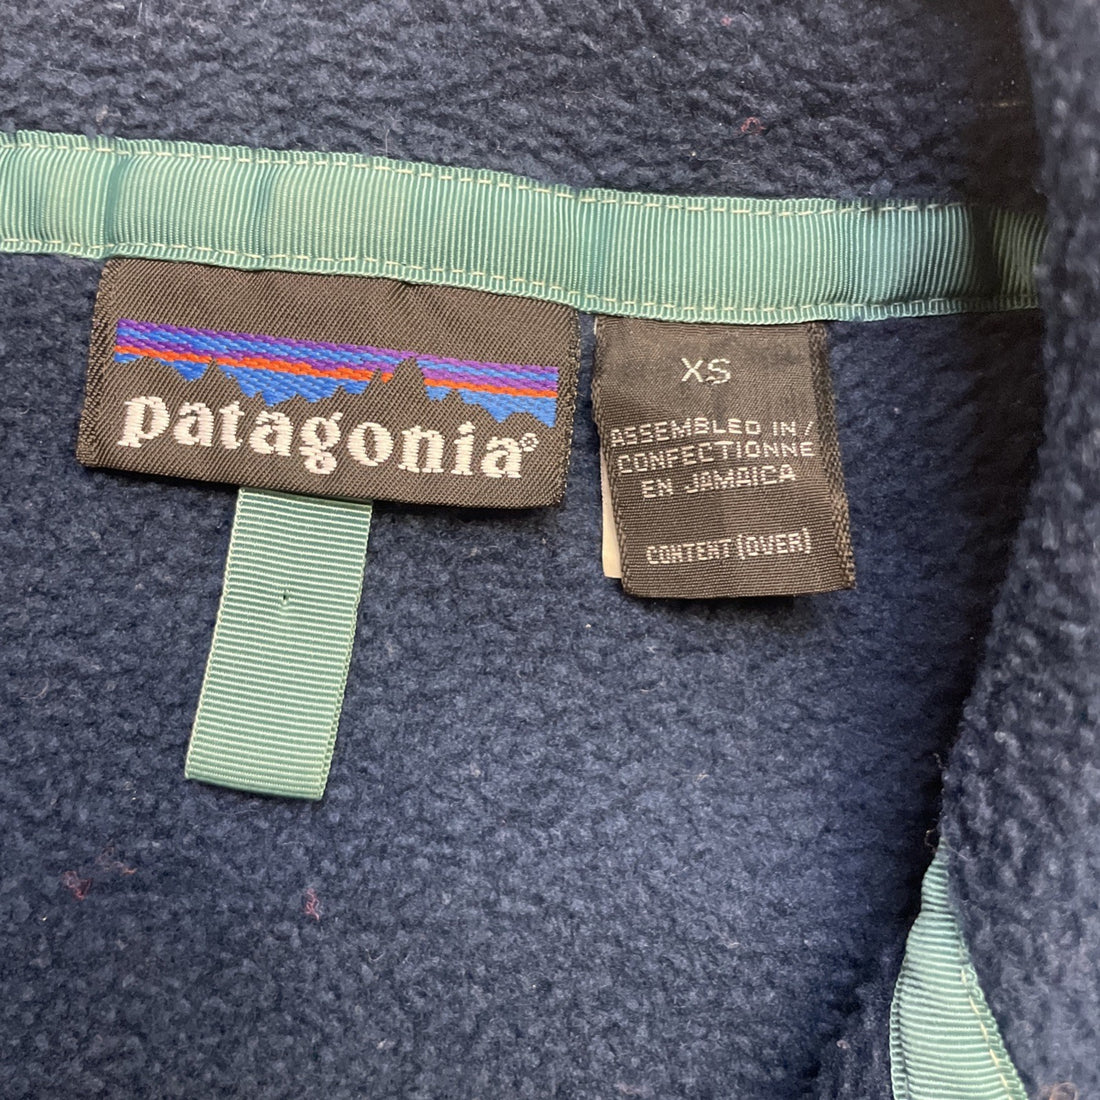 patagonia®
XS
ASSEMBLED IN/
CONFECTIONNE
EN JAMAICA
CONTENT (OVER)